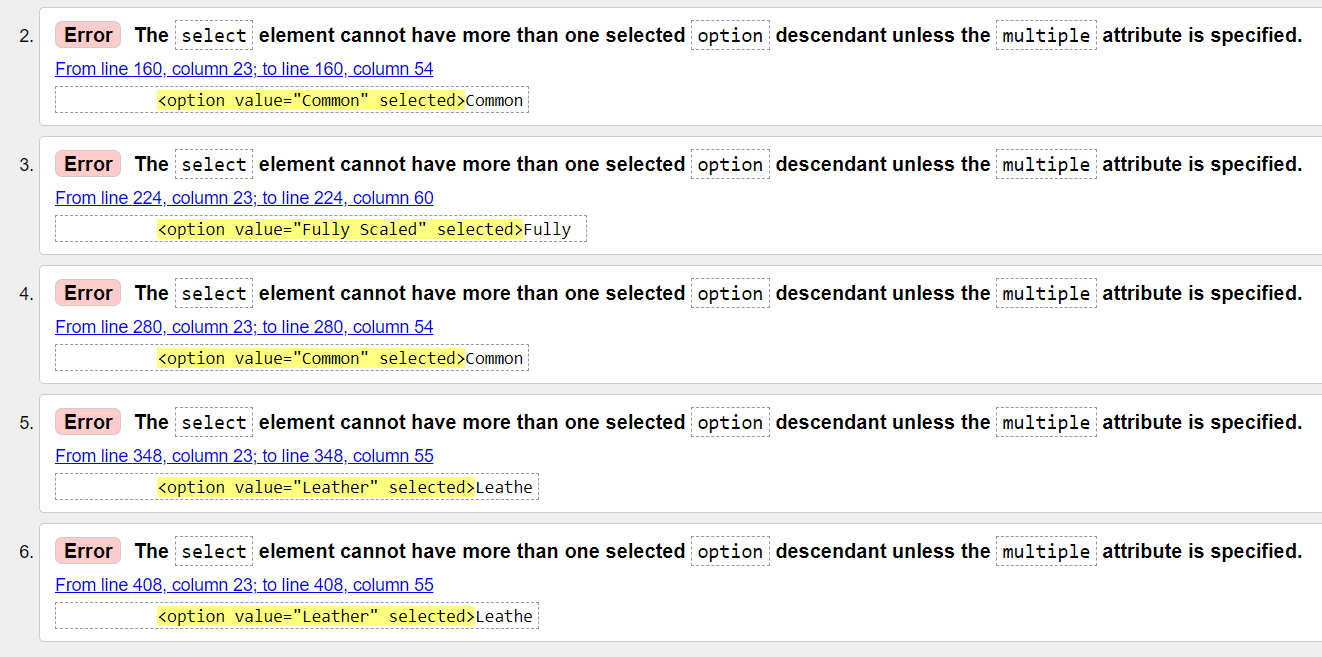 2. Error The select element cannot have more than one selected option descendant unless the multiple attribute is specified.
From line 160, column 23; to line 160, column 54
<option value="Common" selected>Common
3. Error The select element cannot have more than one selected option descendant unless the multiple attribute is specified.
From line 224, column 23; to line 224, column 60
<option value="Fully Scaled" selected>Fully
4. Error The select element cannot have more than one selected option descendant unless the multiple attribute is specified.
From line 280, column 23; to line 280, column 54
<option value="Common" selected>Common
5. Error The select element cannot have more than one selected option descendant unless the multiple attribute is specified.
From line 348, column 23; to line 348, column 55
<option value="Leather" selected>Leathe
6. Error The select element cannot have more than one selected option descendant unless the multiple attribute is specified.
From line 408, column 23; to line 408, column 55
<option value="Leather" selected>Leathe